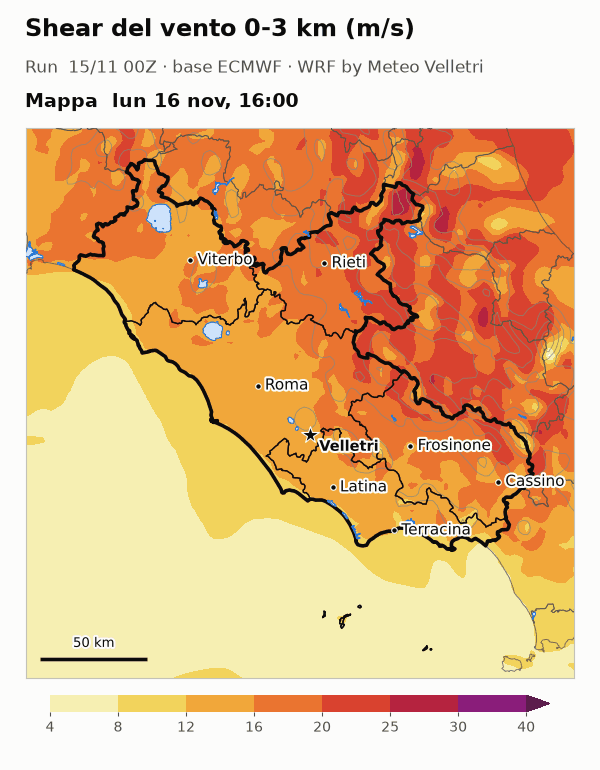 Shear del vento 0-3 km (m/s)
Run  15/11 00Z · base ECMWF · WRF by Meteo Velletri
Mappa  lun 16 nov, 16:00
Viterbo
Rieti
Roma
Velletri
Frosinone
Latina
Cassino
Terracina
50 km
4 8 12 16 20 25 30 40